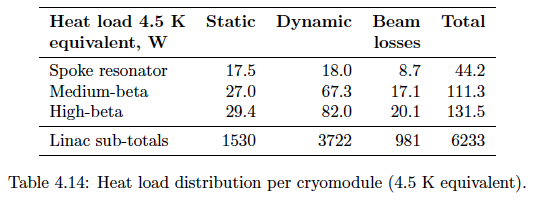 Heat load 4.5 K Static Dynamic Beam Total
equivalent, W losses
Spoke resonator 17.5 18.0 8.7 44.2
Medium-beta 27.0 67.3 17.1 111.3
High-beta 29.4 82.0 20.1 131.5
Linac sub-totals 1530 3722 981 6233
Table 4.14: Heat load distribution per cryomodule (4.5 K equivalent).